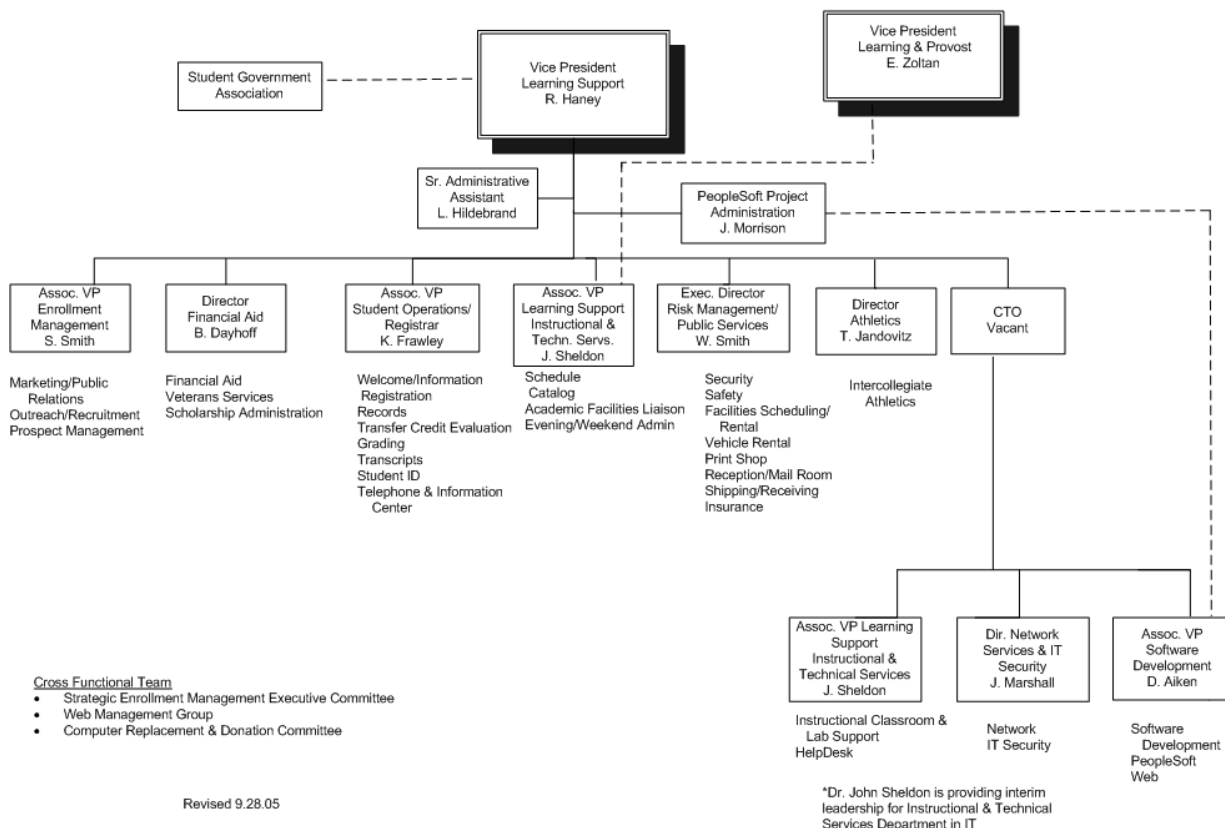 Vice President
Learning Support
R. Haney
Vice President
Learning & Provost
E. Zoltan
Student Government
Association
Sr. Administrative
Assistant
L. Hildebrand
PeopleSoft Project
Administration
J. Morrison
Assoc. VP
Enrollment
Management
S. Smith
Director
Financial Aid
B. Dayhoff
Assoc. VP
Student Operations/
Registrar
K. Frawley
Assoc. VP
Learning Support
Instructional &
Techn. Servs.
J. Sheldon
Exec. Director
Risk Management/
Public Services
W. Smith
Director
Athletics
T. Jandovitz
CTO
Vacant
Marketing/Public
Relations
Outreach/Recruitment
Prospect Management
Financial Aid
Veterans Services
Scholarship Administration
Welcome/Information
Registration
Records
Transfer Credit Evaluation
Grading
Transcripts
Student ID
Telephone & Information
Center
Schedule
Catalog
Academic Facilities Liaison
Evening/Weekend Admin
Security
Safety
Facilities Scheduling/
Rental
Vehicle Rental
Print Shop
Reception/Mail Room
Shipping/Receiving
Insurance
Intercollegiate
Athletics
Assoc. VP Learning
Support
Instructional &
Technical Services
J. Sheldon
Dir. Network
Services & IT
Security
J. Marshall
Assoc. VP
Software
Development
D. Aiken
Instructional Classroom &
Lab Support
HelpDesk
Network
IT Security
Software
Development
PeopleSoft
Web
Cross Functional Team
• Strategic Enrollment Management Executive Committee
• Web Management Group
• Computer Replacement & Donation Committee
Revised 9.28.05
*Dr. John Sheldon is providing interim
leadership for Instructional & Technical
Services Department in IT